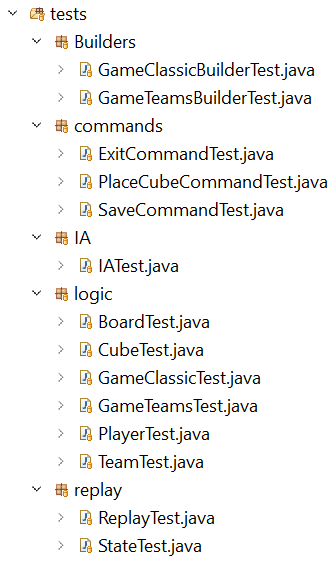 tests
Builders
GameClassicBuilderTest.java
GameTeamsBuilderTest.java
commands
ExitCommandTest.java
PlaceCubeCommandTest.java
SaveCommandTest.java
IA
IATest.java
logic
BoardTest.java
CubeTest.java
GameClassicTest.java
GameTeamsTest.java
PlayerTest.java
TeamTest.java
replay
ReplayTest.java
StateTest.java